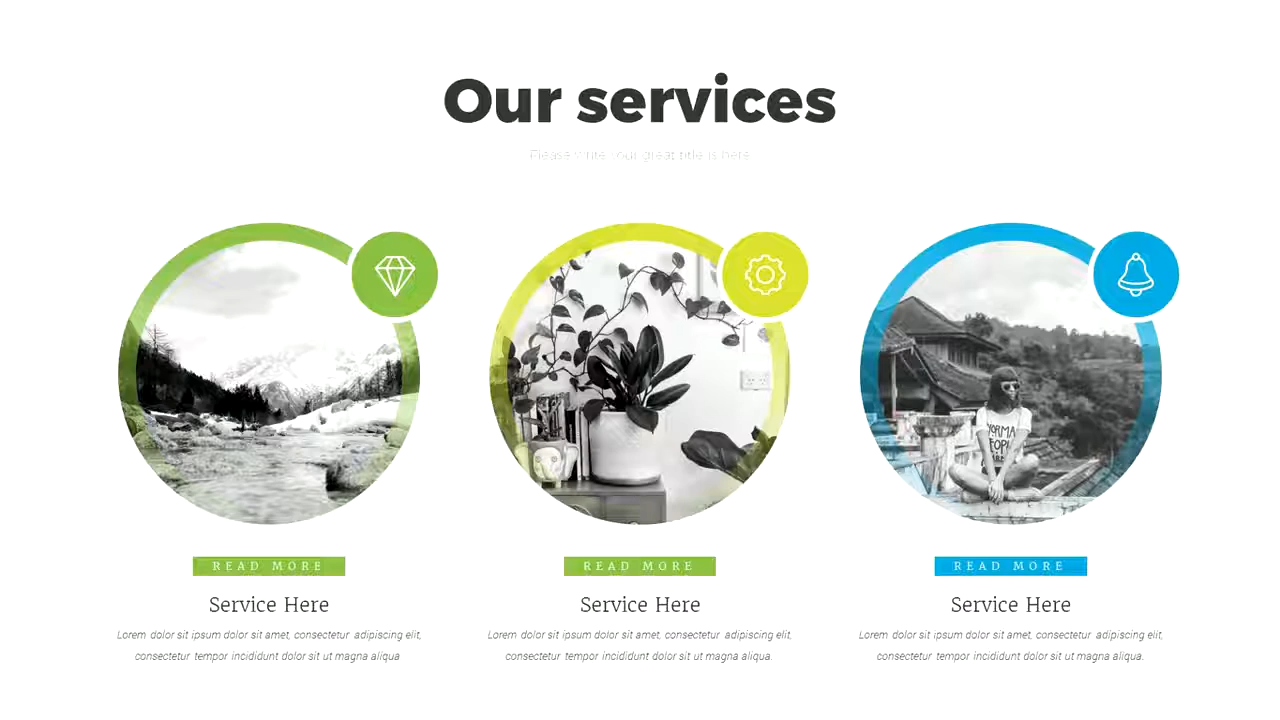 Our services
Please write your great title is here
READ MORE
Service Here
Lorem dolor sit ipsum dolor sit amet, consectetur adipiscing elit,
consectetur tempor incididunt dolor sit ut magna aliqua
READ MORE
Service Here
Lorem dolor sit ipsum dolor sit amet, consectetur adipiscing elit,
consectetur tempor incididunt dolor sit ut magna aliqua.
NORMA
READ MORE
Service Here
Lorem dolor sit ipsum dolor sit amet, consectetur adipiscing elit,
consectetur tempor incididunt dolor sit ut magna aliqua.